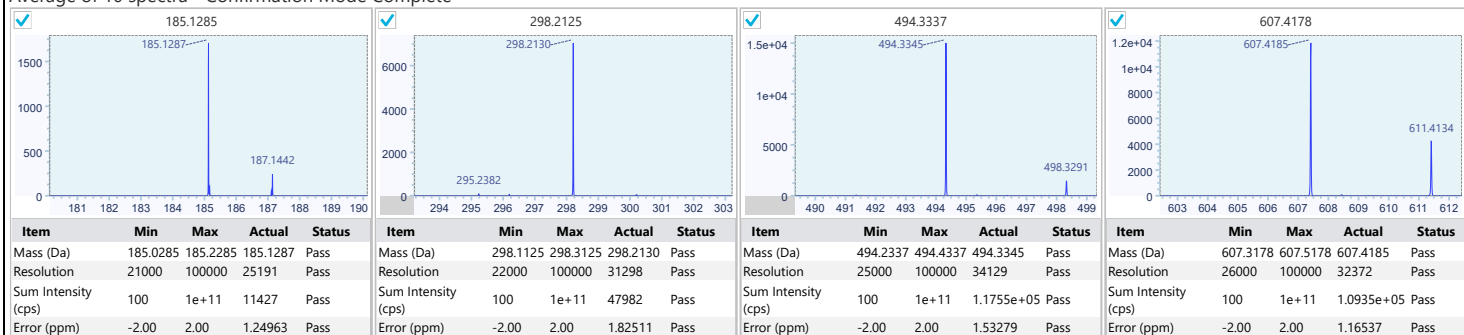 185.1285 298.2125 494.3337 607.4178
185.1287 298.2130 494.3345 607.4185
187.1442 295.2382 498.3291 611.4134
1500 1000 500 0
181 182 183 184 185 186 187 188 189 190
6000 4000 2000 0
294 295 296 297 298 299 300 301 302 303
1.5e+04 1e+04 5000 0
490 491 492 493 494 495 496 497 498 499
1.2e+04 1e+04 8000 6000 4000 2000 0
603 604 605 606 607 608 609 610 611 612
Item Min Max Actual Status Item Min Max Actual Status Item Min Max Actual Status Item Min Max Actual Status
Mass (Da) 185.0285 185.2285 185.1287 Pass Mass (Da) 298.1125 298.3125 298.2130 Pass Mass (Da) 494.2337 494.4337 494.3345 Pass Mass (Da) 607.3178 607.5178 607.4185 Pass
Resolution 21000 100000 25191 Pass Resolution 22000 100000 31298 Pass Resolution 25000 100000 34129 Pass Resolution 26000 100000 32372 Pass
Sum Intensity (cps) 100 1e+11 11427 Pass Sum Intensity (cps) 100 1e+11 47982 Pass Sum Intensity (cps) 100 1e+11 1.1755e+05 Pass Sum Intensity (cps) 100 1e+11 1.0935e+05 Pass
Error (ppm) -2.00 2.00 1.24963 Pass Error (ppm) -2.00 2.00 1.82511 Pass Error (ppm) -2.00 2.00 1.53279 Pass Error (ppm) -2.00 2.00 1.16537 Pass